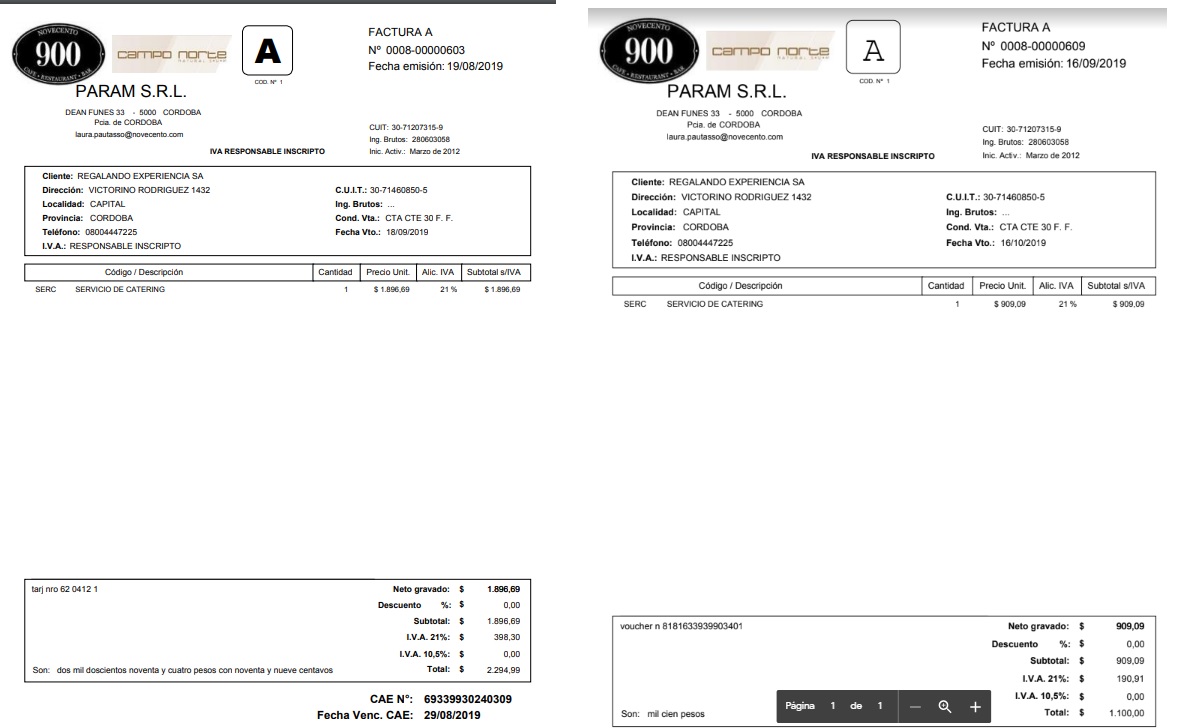 NOVECENTO
900
CAFE • RESTAURANT • BAR
campo norte
NATURAL
A
COD. Nº 1
FACTURA A
Nº 0008-00000603
Fecha emisión: 19/08/2019
PARAM S.R.L.
DEAN FUNES 33 - 5000 CORDOBA
Pcia. de CORDOBA
laura.pautasso@novecento.com
CUIT: 30-71207315-9
Ing. Brutos: 280603058
Inic. Activ.: Marzo de 2012
IVA RESPONSABLE INSCRIPTO
Cliente: REGALANDO EXPERIENCIA SA
Dirección: VICTORINO RODRIGUEZ 1432
C.U.I.T.: 30-71460850-5
Localidad: CAPITAL
Ing. Brutos: ...
Provincia: CORDOBA
Cond. Vta.: CTA CTE 30 F. F.
Teléfono: 08004447225
Fecha Vto.: 18/09/2019
I.V.A.: RESPONSABLE INSCRIPTO
Código / Descripción Cantidad Precio Unit. Alic. IVA Subtotal s/IVA
SERC SERVICIO DE CATERING 1 $ 1.896,69 21 % $ 1.896,69
tarj nro 62 0412 1
Neto gravado: $ 1.896,69
Descuento %: $ 0,00
Subtotal: $ 1.896,69
I.V.A. 21%: $ 398,30
I.V.A. 10,5%: $ 0,00
Son: dos mil doscientos noventa y cuatro pesos con noventa y nueve centavos
Total: $ 2.294,99
CAE N°: 69339930240309
Fecha Venc. CAE: 29/08/2019
NOVECENTO
900
CAFE • RESTAURANT • BAR
campo norte
NATURAL
A
COD. Nº 1
FACTURA A
Nº 0008-00000609
Fecha emisión: 16/09/2019
PARAM S.R.L.
DEAN FUNES 33 - 5000 CORDOBA
Pcia. de CORDOBA
laura.pautasso@novecento.com
CUIT: 30-71207315-9
Ing. Brutos: 280603058
Inic. Activ.: Marzo de 2012
IVA RESPONSABLE INSCRIPTO
Cliente: REGALANDO EXPERIENCIA SA
Dirección: VICTORINO RODRIGUEZ 1432
C.U.I.T.: 30-71460850-5
Localidad: CAPITAL
Ing. Brutos: ...
Provincia: CORDOBA
Cond. Vta.: CTA CTE 30 F. F.
Teléfono: 08004447225
Fecha Vto.: 16/10/2019
I.V.A.: RESPONSABLE INSCRIPTO
Código / Descripción Cantidad Precio Unit. Alic. IVA Subtotal s/IVA
SERC SERVICIO DE CATERING 1 $ 909,09 21 % $ 909,09
voucher n 8181633939903401
Neto gravado: $ 909,09
Descuento %: $ 0,00
Subtotal: $ 909,09
I.V.A. 21%: $ 190,91
I.V.A. 10,5%: $ 0,00
Son: mil cien pesos
Total: $ 1.100,00
Página 1 de 1